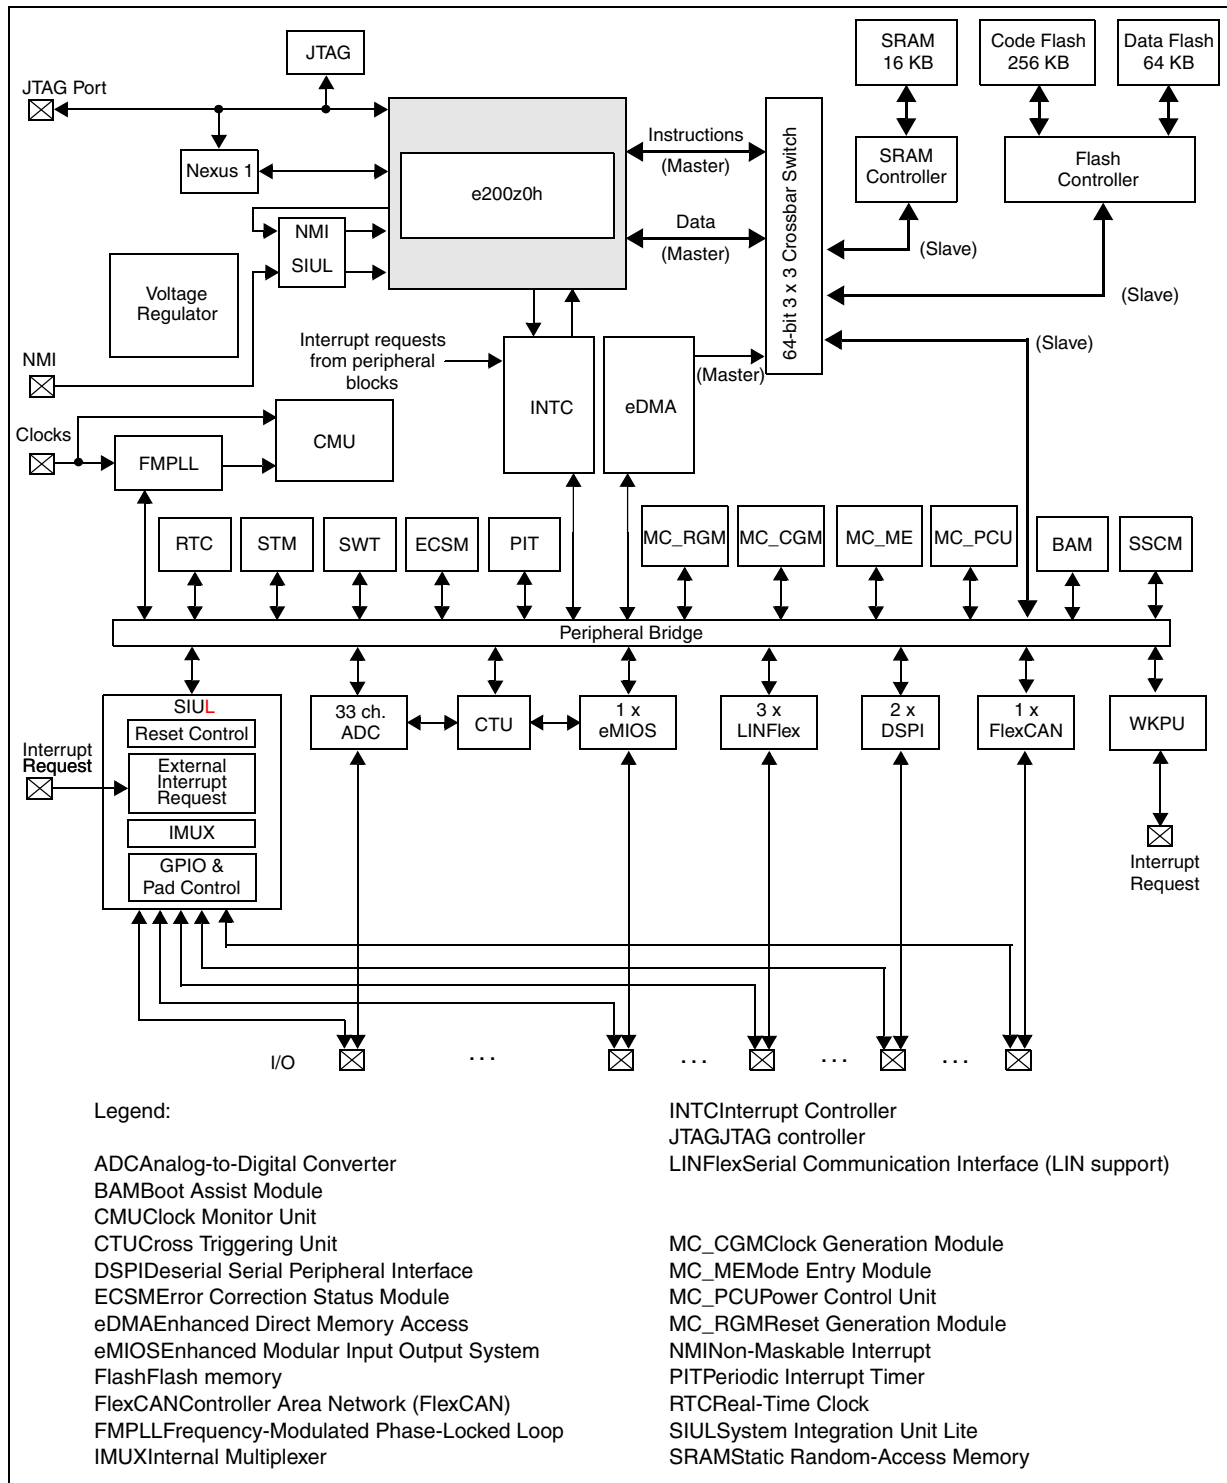 JTAG
SRAM
16 KB
Code Flash
256 KB
Data Flash
64 KB
JTAG Port
Nexus 1
e200z0h
Instructions
(Master)
Data
(Master)
64-bit 3 x 3 Crossbar Switch
SRAM
Controller
Flash
Controller
NMI
SIUL
(Slave)
(Slave)
(Slave)
Voltage
Regulator
NMI
Interrupt requests
from peripheral
blocks
INTC
eDMA
(Master)
Clocks
FMPLL
CMU
RTC
STM
SWT
ECSM
PIT
MC_RGM
MC_CGM
MC_ME
MC_PCU
BAM
SSCM
Peripheral Bridge
SIUL
Reset Control
External
Interrupt
Request
IMUX
GPIO &
Pad Control
Interrupt
Request
33 ch.
ADC
CTU
1 x
eMIOS
3 x
LINFlex
2 x
DSPI
1 x
FlexCAN
WKPU
Interrupt
Request
I/O
. . .
. . .
. . .
. . .
Legend:
ADCAnalog-to-Digital Converter
BAMBoot Assist Module
CMUClock Monitor Unit
CTUCross Triggering Unit
DSPIDeserial Serial Peripheral Interface
ECSMError Correction Status Module
eDMAEnhanced Direct Memory Access
eMIOSEnhanced Modular Input Output System
FlashFlash memory
FlexCANController Area Network (FlexCAN)
FMPLLFrequency-Modulated Phase-Locked Loop
IMUXInternal Multiplexer
INTCInterrupt Controller
JTAGJTAG controller
LINFlexSerial Communication Interface (LIN support)
MC_CGMClock Generation Module
MC_MEMode Entry Module
MC_PCUPower Control Unit
MC_RGMReset Generation Module
NMINon-Maskable Interrupt
PITPeriodic Interrupt Timer
RTCReal-Time Clock
SIULSystem Integration Unit Lite
SRAMStatic Random-Access Memory